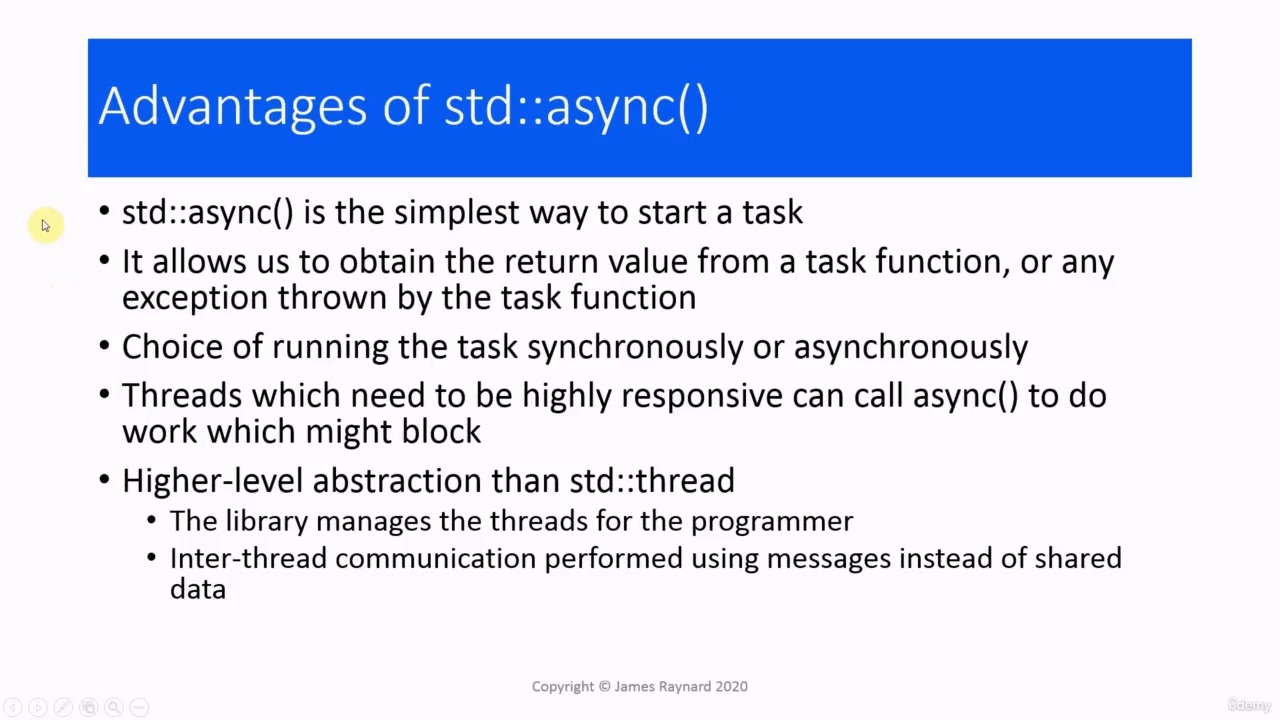 Advantages of std::async()
• std::async() is the simplest way to start a task
• It allows us to obtain the return value from a task function, or any
exception thrown by the task function
• Choice of running the task synchronously or asynchronously
• Threads which need to be highly responsive can call async() to do
work which might block
• Higher-level abstraction than std::thread
• The library manages the threads for the programmer
• Inter-thread communication performed using messages instead of shared
data
Copyright © James Raynard 2020
ûdemy